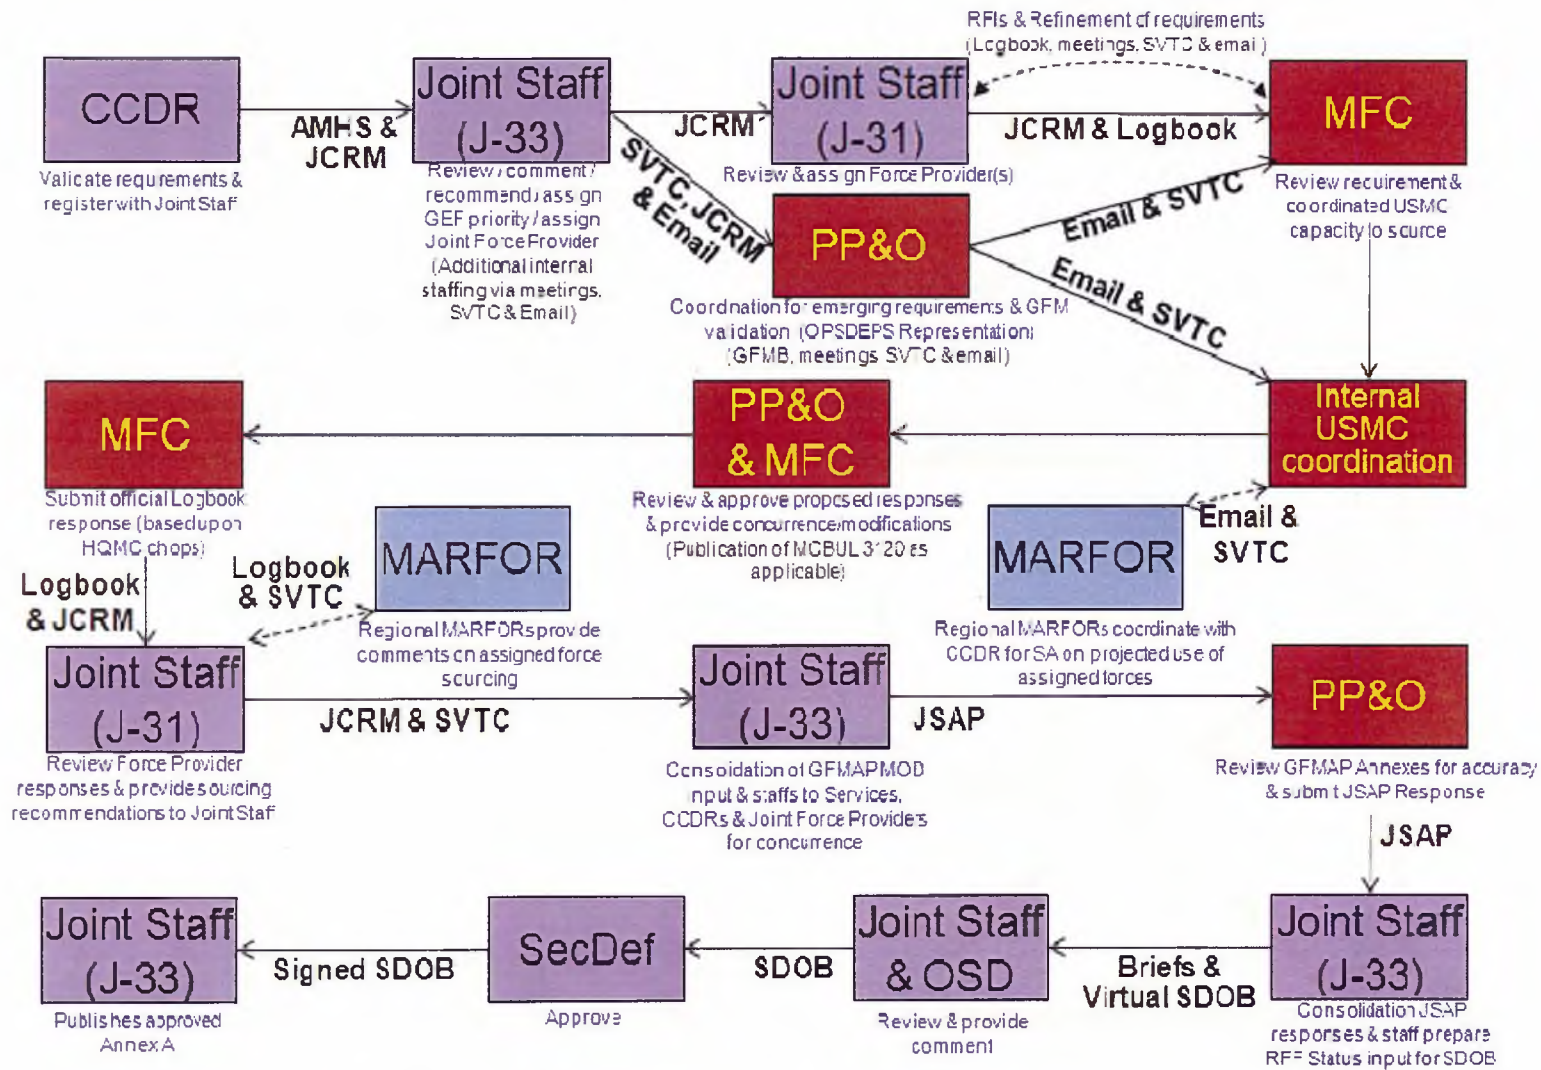 RFIs & Refinement of requirements
(Logbook, meetings, SVTC & email)
CCDR
AMHS &
JCRM
Validate requirements &
register with Joint Staff
Joint Staff
(J-33)
Review / comment /
recommend / assign
GEF priority / assign
Joint Force Provider
(Additional internal
staffing via meetings,
SVTC & Email)
JCRM
SVTC, JCRM
& Email
Joint Staff
(J-31)
Review & assign Force Provider(s)
JCRM & Logbook
MFC
Review requirement &
coordinated USMC
capacity to source
PP&O
Email & SVTC
Email & SVTC
Coordination for emerging requirements & GFM
validation (OPSDEPS Representation)
(GFMB, meetings SVTC & email)
Internal
USMC
coordination
PP&O
& MFC
Review & approve proposed responses
& provide concurrence/modifications
(Publication of MCBUL 3120 as
applicable)
MFC
Submit official Logbook
response (based upon
HQMC chops)
Email &
SVTC
MARFOR
Regional MARFORs coordinate with
CCDR for SA on projected use of
assigned forces
Logbook
& JCRM
Logbook
& SVTC
MARFOR
Regional MARFORs provide
comments on assigned force
sourcing
Joint Staff
(J-31)
Review Force Provider
responses & provide sourcing
recommendations to Joint Staff
JCRM & SVTC
Joint Staff
(J-33)
Consolidation of GFMAPMOD
input & staffs to Services,
CCDRs & Joint Force Providers
for concurrence
JSAP
PP&O
Review GFMAP Annexes for accuracy
& submit JSAP Response
JSAP
Joint Staff
(J-33)
Consolidation JSAP
responses & staff prepare
RFF Status input for SDOB
Briefs &
Virtual SDOB
Joint Staff
& OSD
Review & provide
comment
SDOB
SecDef
Approve
Signed SDOB
Joint Staff
(J-33)
Publishes approved
Annex A